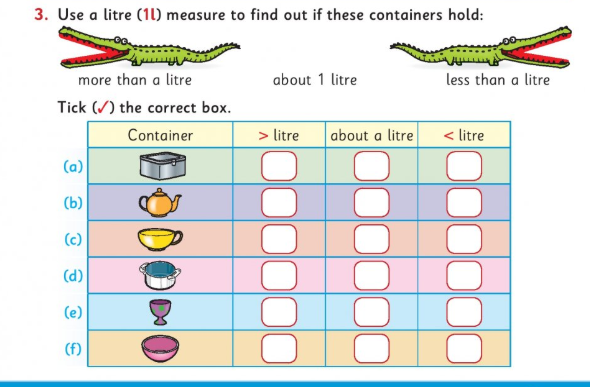 3. Use a litre (1l) measure to find out if these containers hold:
more than a litre about 1 litre less than a litre
Tick (✓) the correct box.
Container > litre about a litre < litre
(a)
(b)
(c)
(d)
(e)
(f)